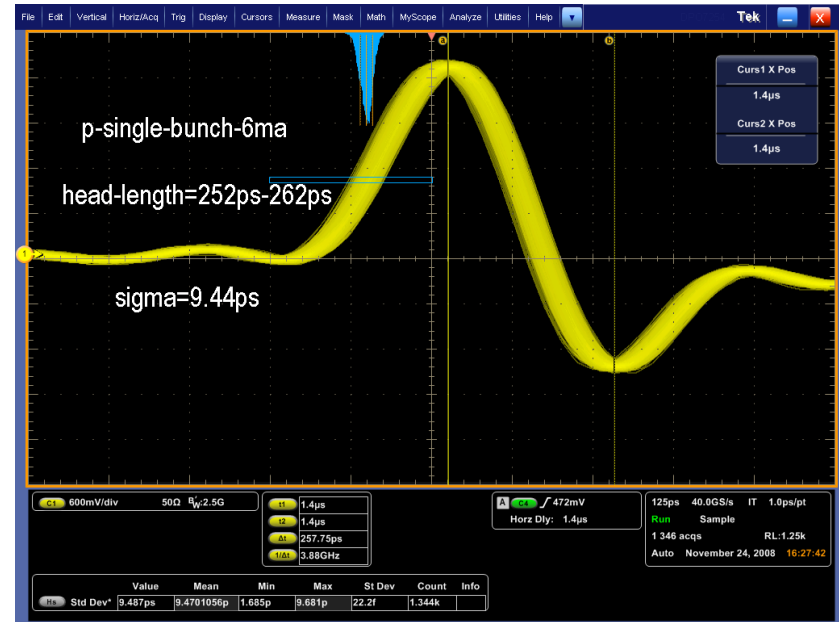 File Edit Vertical Horiz/Acq Trig Display Cursors Measure Mask Math MyScope Analyze Utilities Help Tek X
a b
Curs1 X Pos
1.4µs
Curs2 X Pos
1.4µs
p-single-bunch-6ma
head-length=252ps-262ps
1
sigma=9.44ps
C1 600mV/div 50Ω BW:2.5G
t1 1.4µs
t2 1.4µs
Δt 257.75ps
1/Δt 3.88GHz
A C4 472mV
Horz Dly: 1.4µs
125ps 40.0GS/s IT 1.0ps/pt
Run Sample
1 346 acqs RL:1.25k
Auto November 24, 2008 16:27:42
Value Mean Min Max St Dev Count Info
Hs Std Dev* 9.487ps 9.4701056p 1.685p 9.681p 22.2f 1.344k